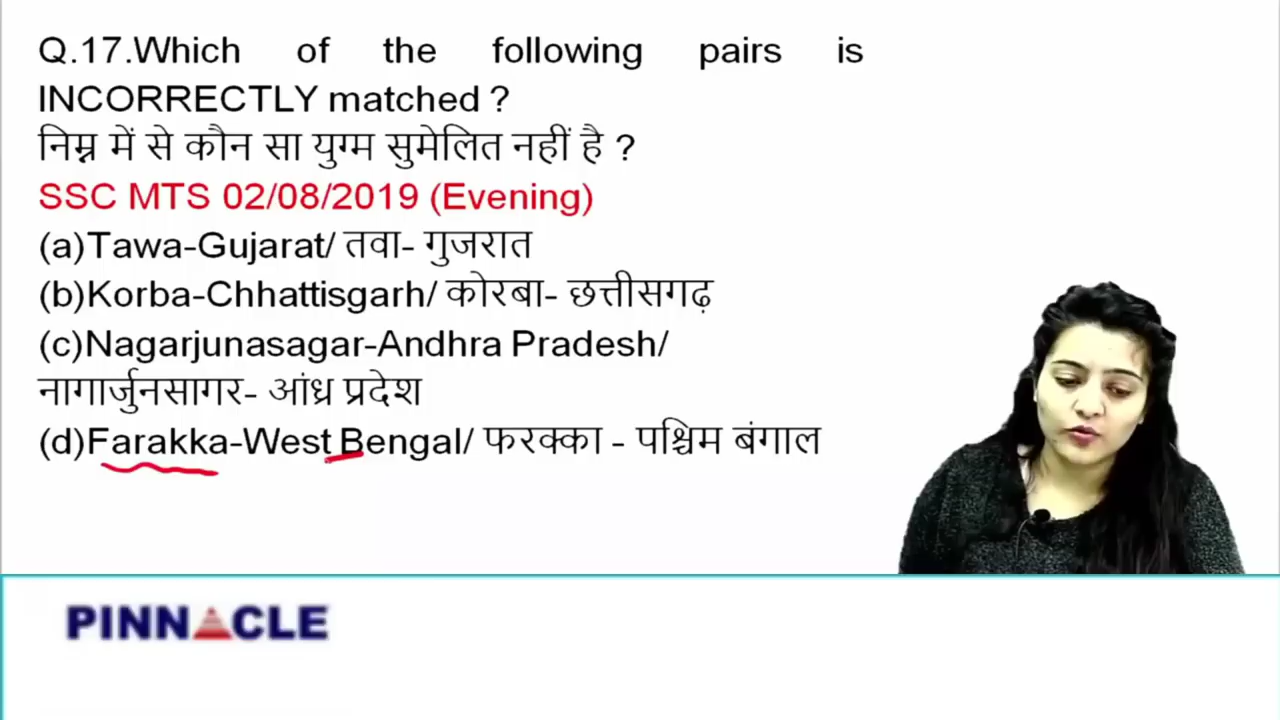 Q.17.Which of the following pairs is
INCORRECTLY matched ?
निम्न में से कौन सा युग्म सुमेलित नहीं है ?
SSC MTS 02/08/2019 (Evening)
(a)Tawa-Gujarat/ तवा- गुजरात
(b)Korba-Chhattisgarh/ कोरबा- छत्तीसगढ़
(c)Nagarjunasagar-Andhra Pradesh/
नागार्जुनसागर- आंध्र प्रदेश
(d)Farakka-West Bengal/ फरक्का - पश्चिम बंगाल
PINNACLE